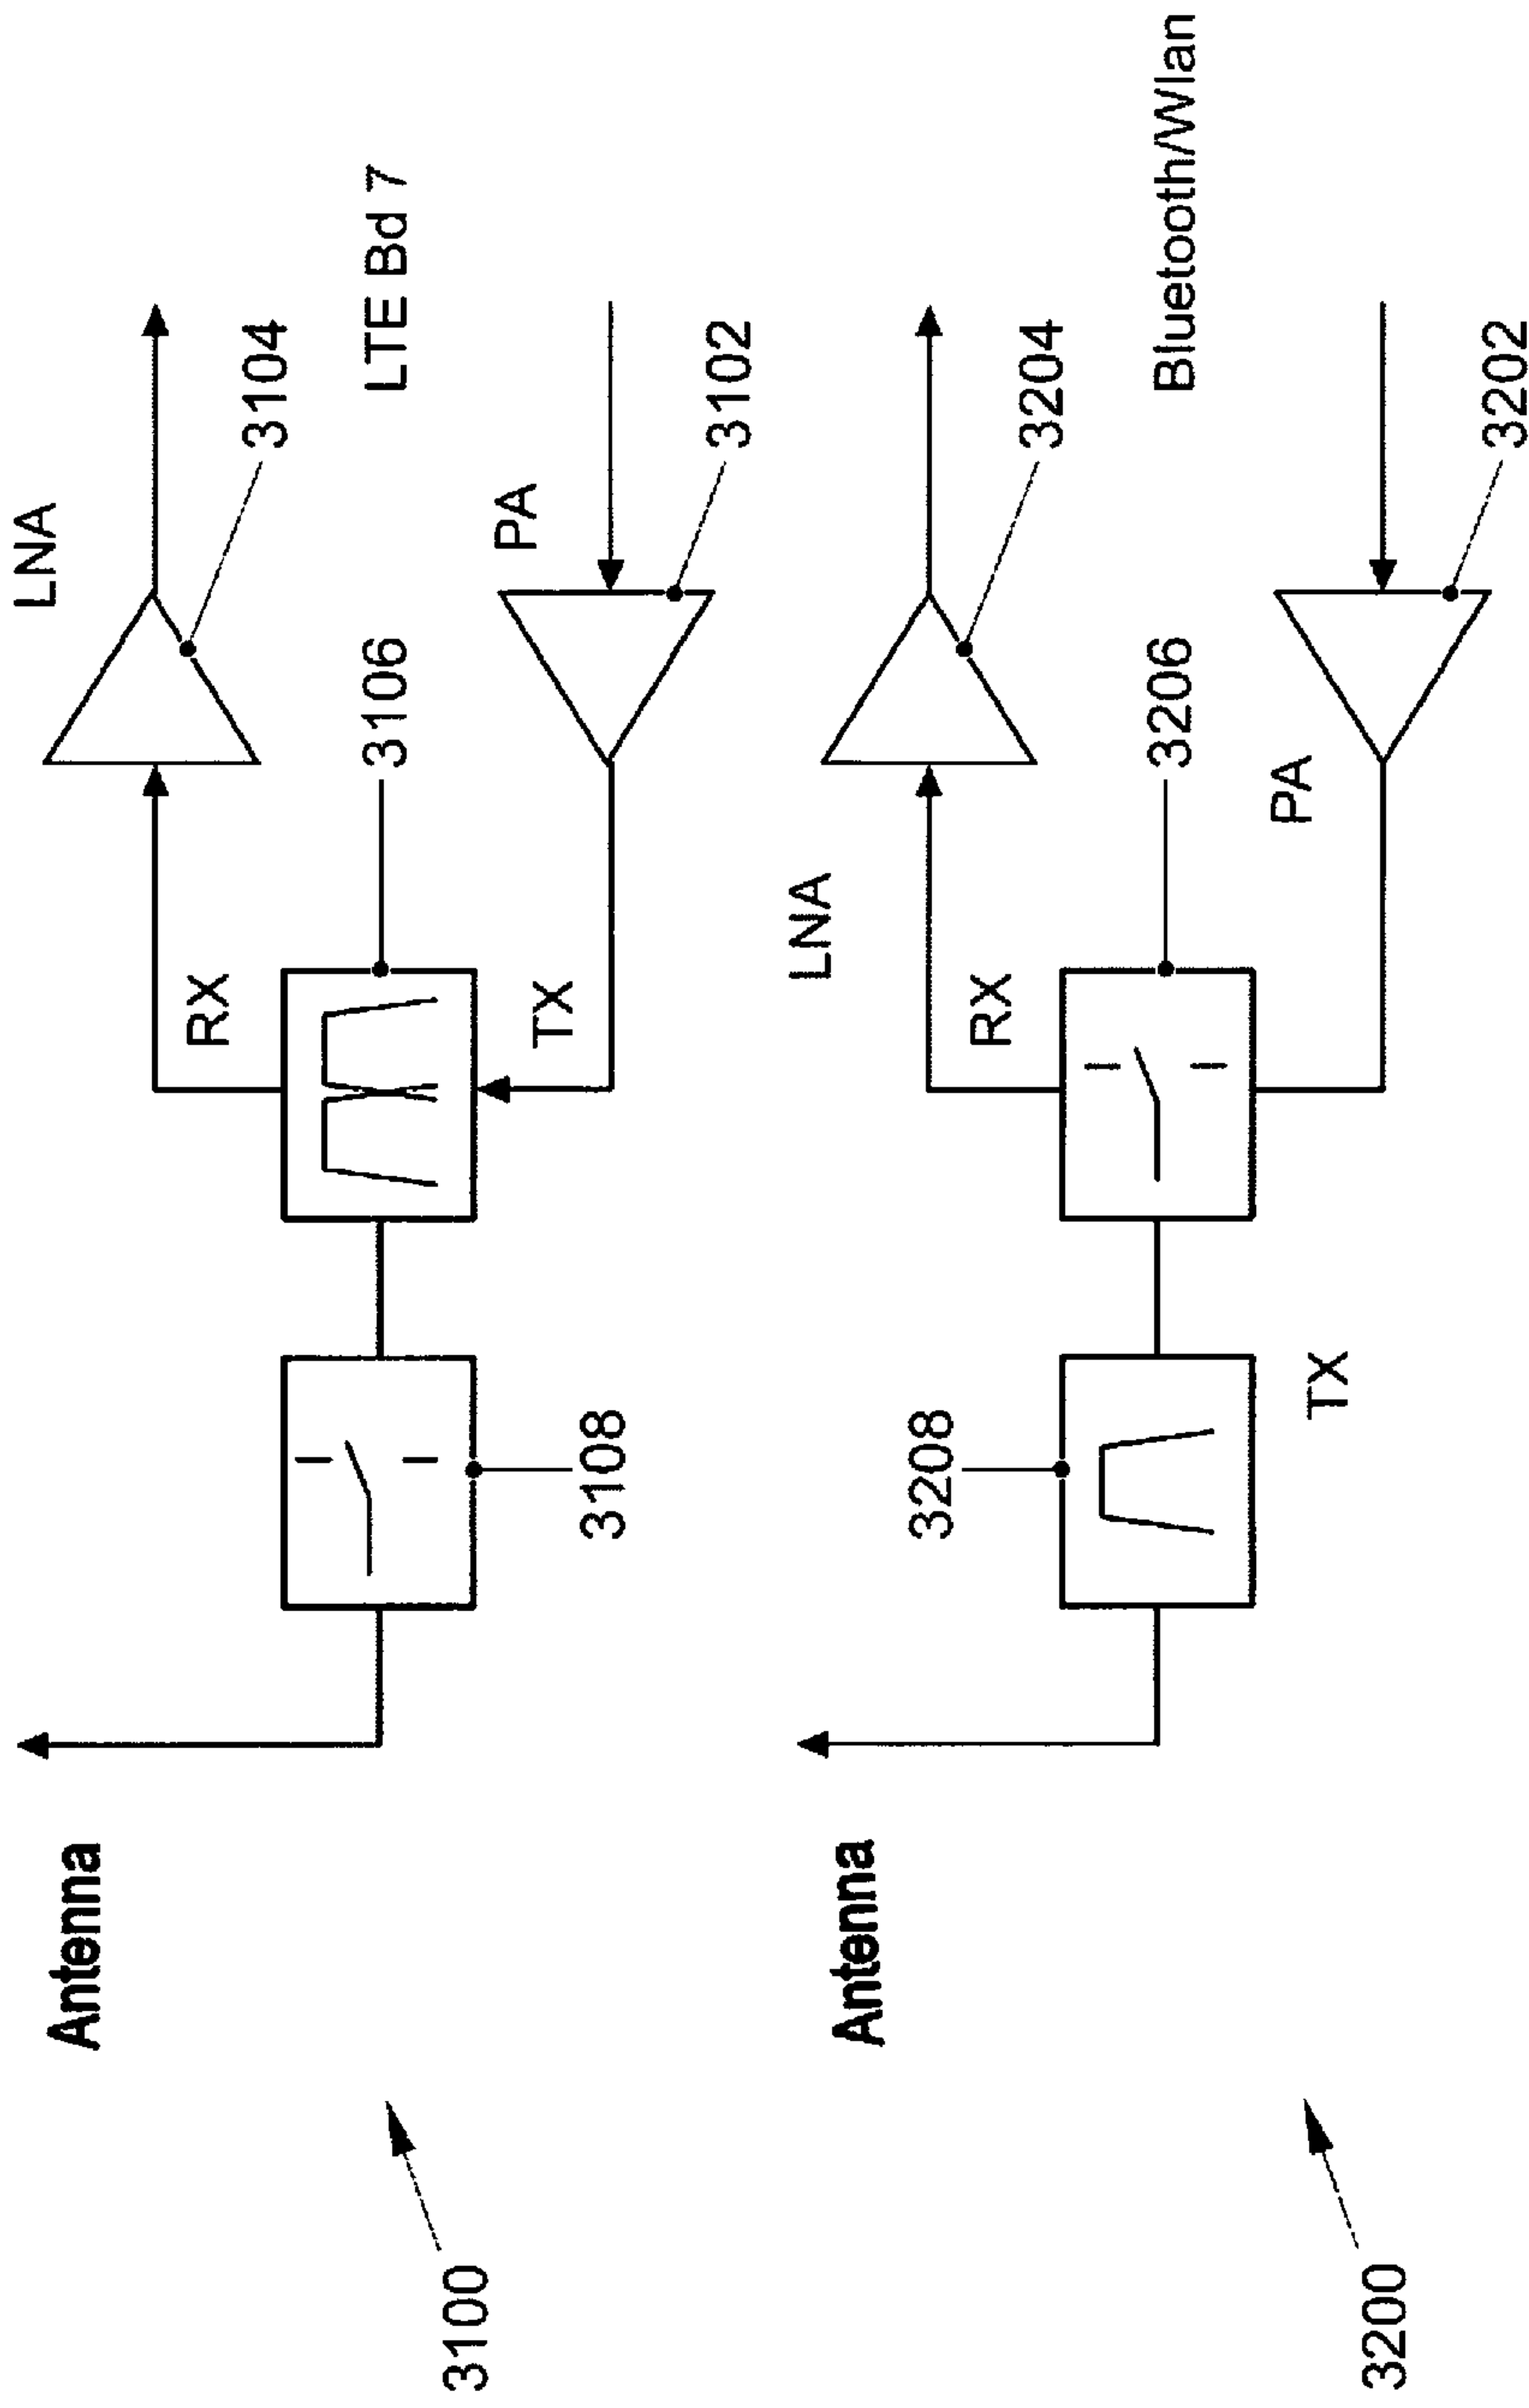 Antenna
LNA
3104
RX
3106
LTE Bd 7
PA
TX
3102
3108
3100
Antenna
LNA
3204
3208
RX
3206
Bluetooth/Wlan
PA
TX
3202
3200